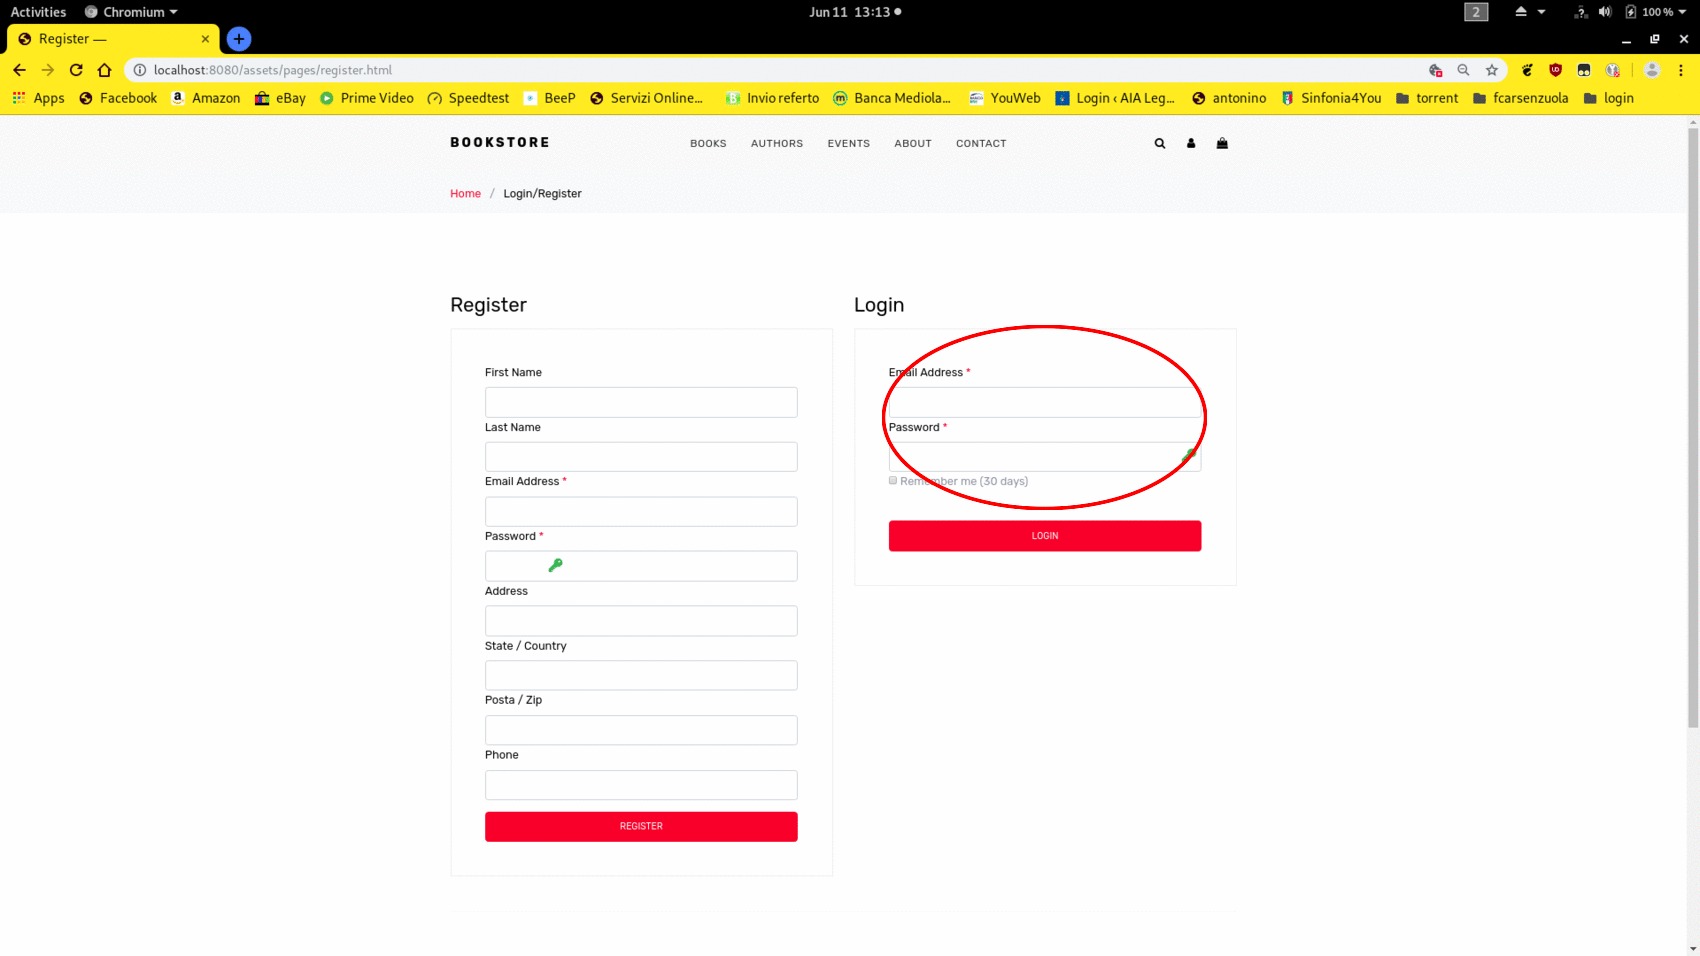 Activities Chromium Jun 11 13:13 2 100 %
Register —
localhost:8080/assets/pages/register.html
Apps Facebook Amazon eBay Prime Video Speedtest BeeP Servizi Online... Invio referto Banca Mediola... YouWeb Login ‹ AIA Leg... antonino Sinfonia4You torrent fcarsenzuola login
BOOKSTORE BOOKS AUTHORS EVENTS ABOUT CONTACT
Home / Login/Register
Register
First Name
Last Name
Email Address *
Password *
Address
State / Country
Posta / Zip
Phone
REGISTER
Login
Email Address *
Password *
Remember me (30 days)
LOGIN